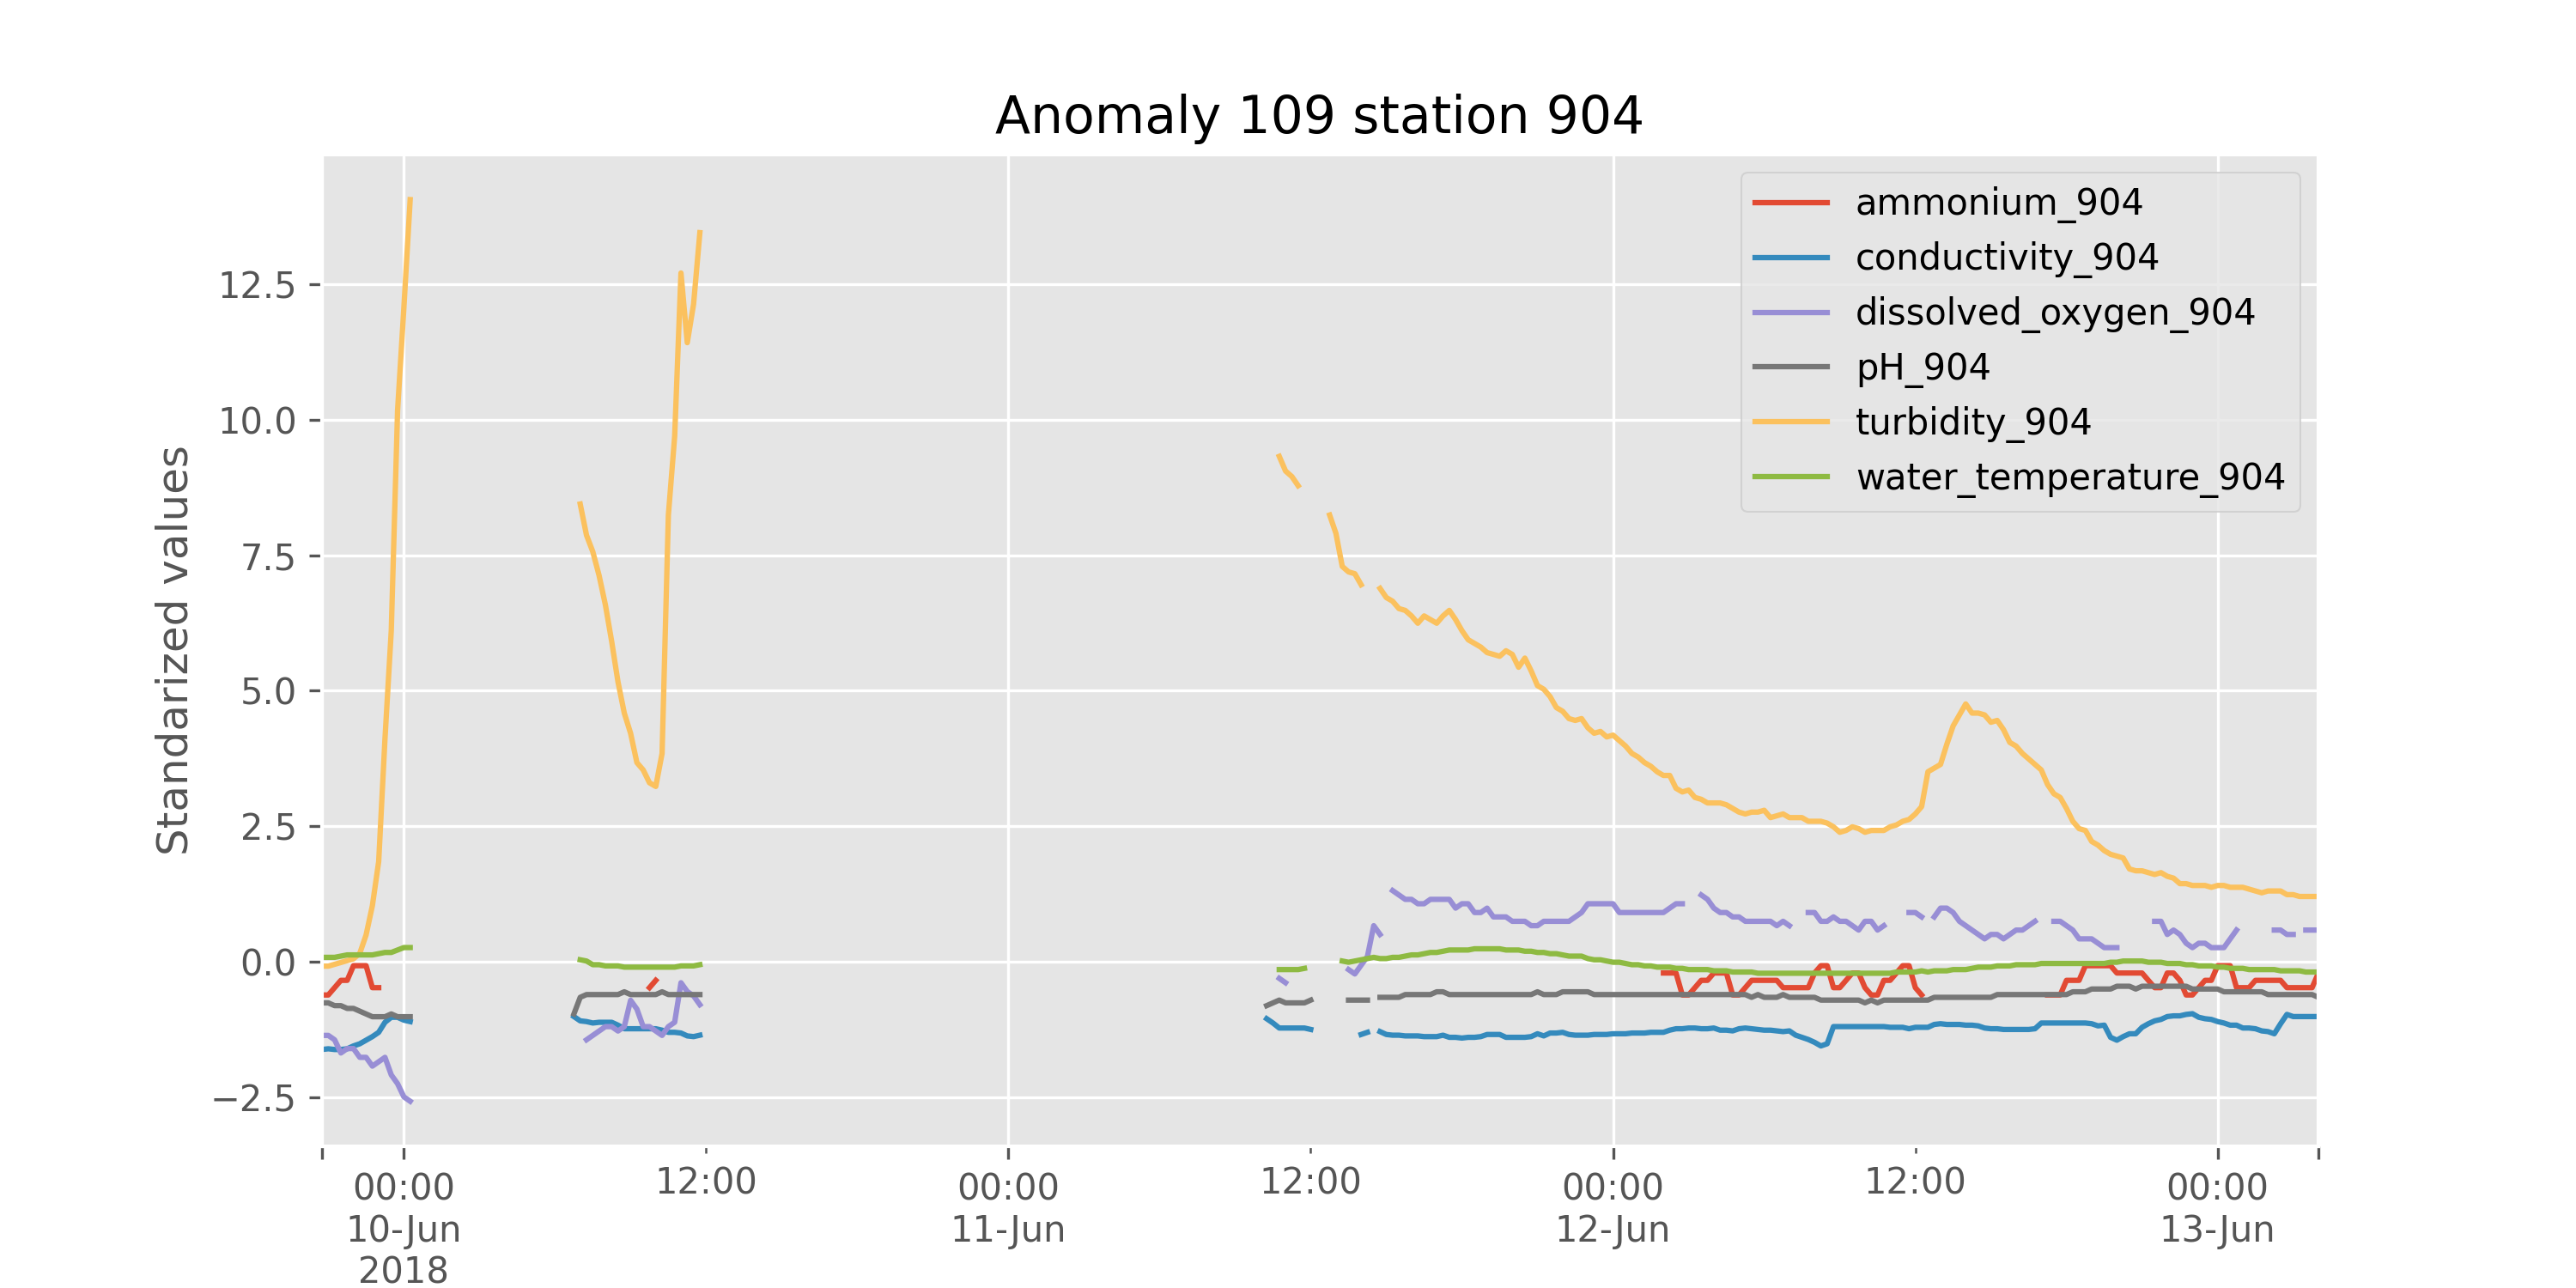 Anomaly 109 station 904
Standarized values
12.5
10.0
7.5
5.0
2.5
0.0
−2.5
ammonium_904
conductivity_904
dissolved_oxygen_904
pH_904
turbidity_904
water_temperature_904
00:00 12:00 00:00 12:00 00:00 12:00 00:00
10-Jun 11-Jun 12-Jun 13-Jun
2018